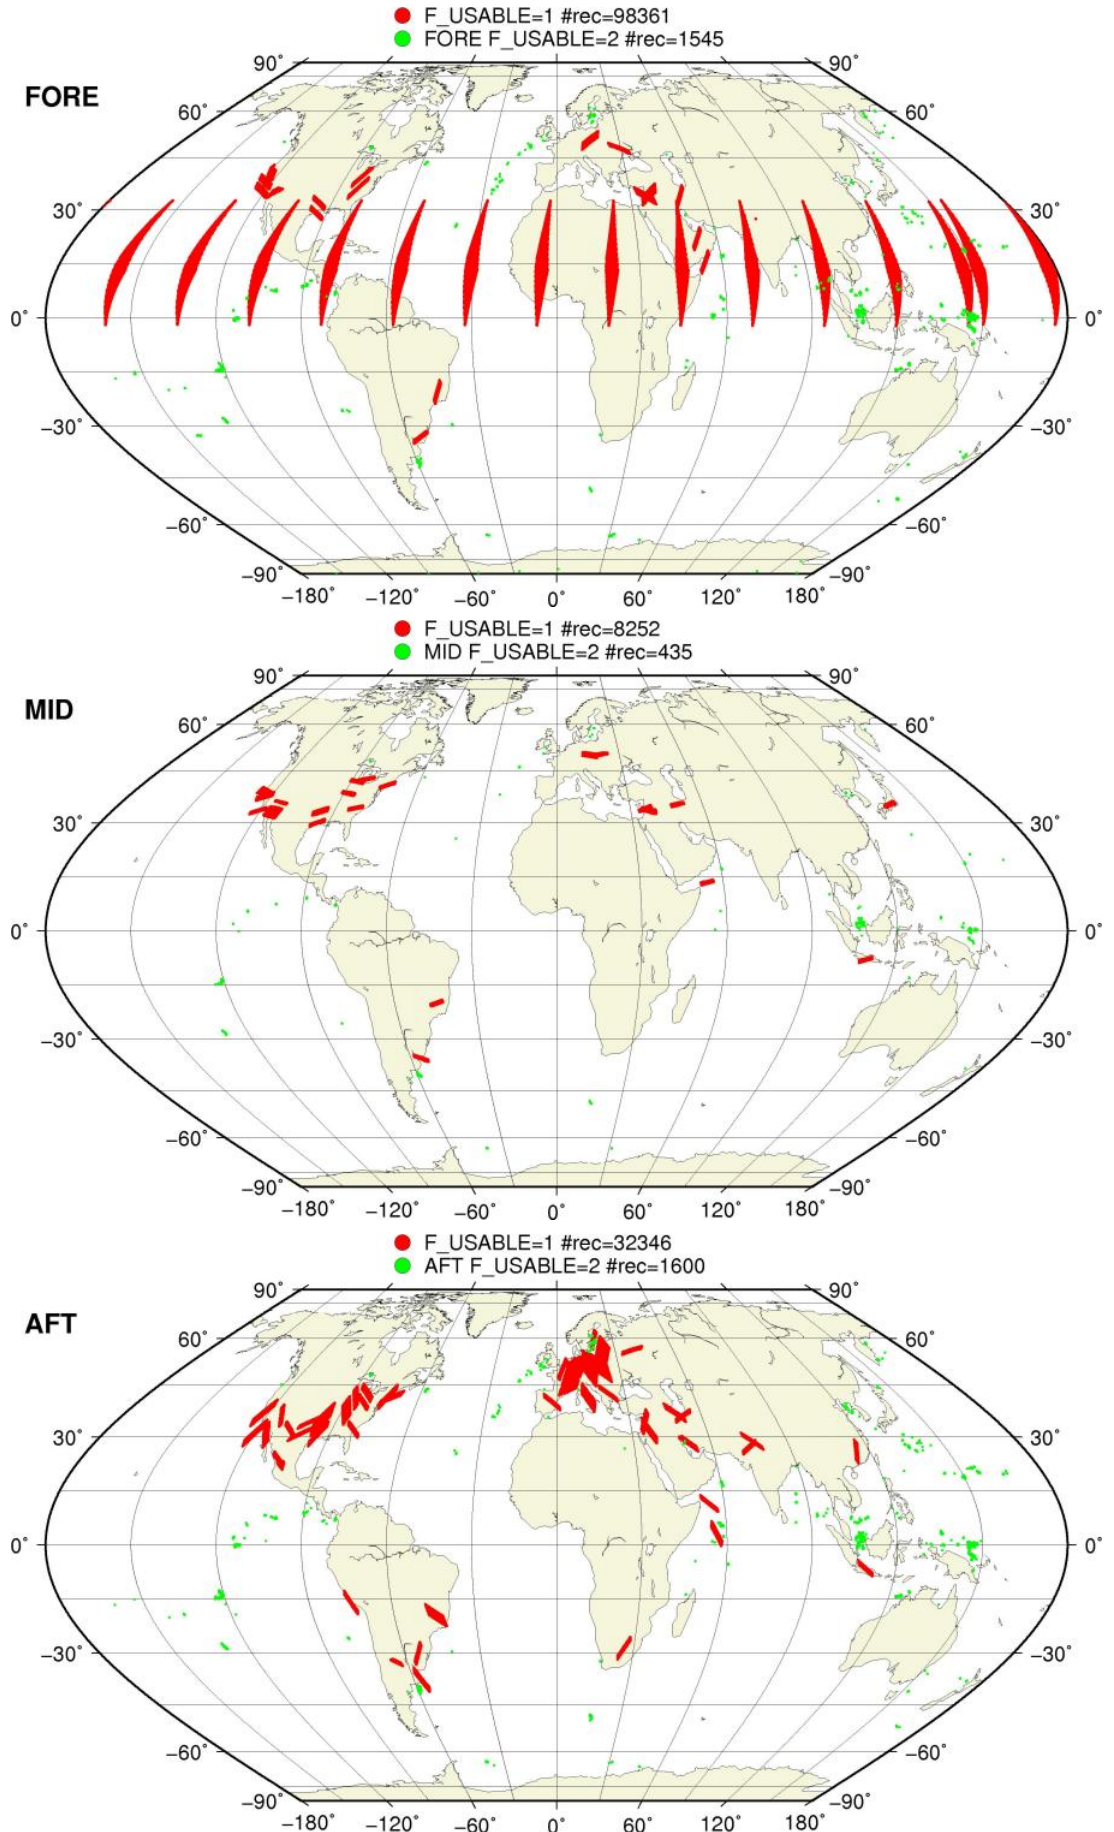 F_USABLE=1 #rec=98361
FORE F_USABLE=2 #rec=1545
FORE
90° 90°
60° 60°
30° 30°
0° 0°
−30° −30°
−60° −60°
−90° −90°
−180° −120° −60° 0° 60° 120° 180°
F_USABLE=1 #rec=8252
MID F_USABLE=2 #rec=435
MID
90° 90°
60° 60°
30° 30°
0° 0°
−30° −30°
−60° −60°
−90° −90°
−180° −120° −60° 0° 60° 120° 180°
F_USABLE=1 #rec=32346
AFT F_USABLE=2 #rec=1600
AFT
90° 90°
60° 60°
30° 30°
0° 0°
−30° −30°
−60° −60°
−90° −90°
−180° −120° −60° 0° 60° 120° 180°